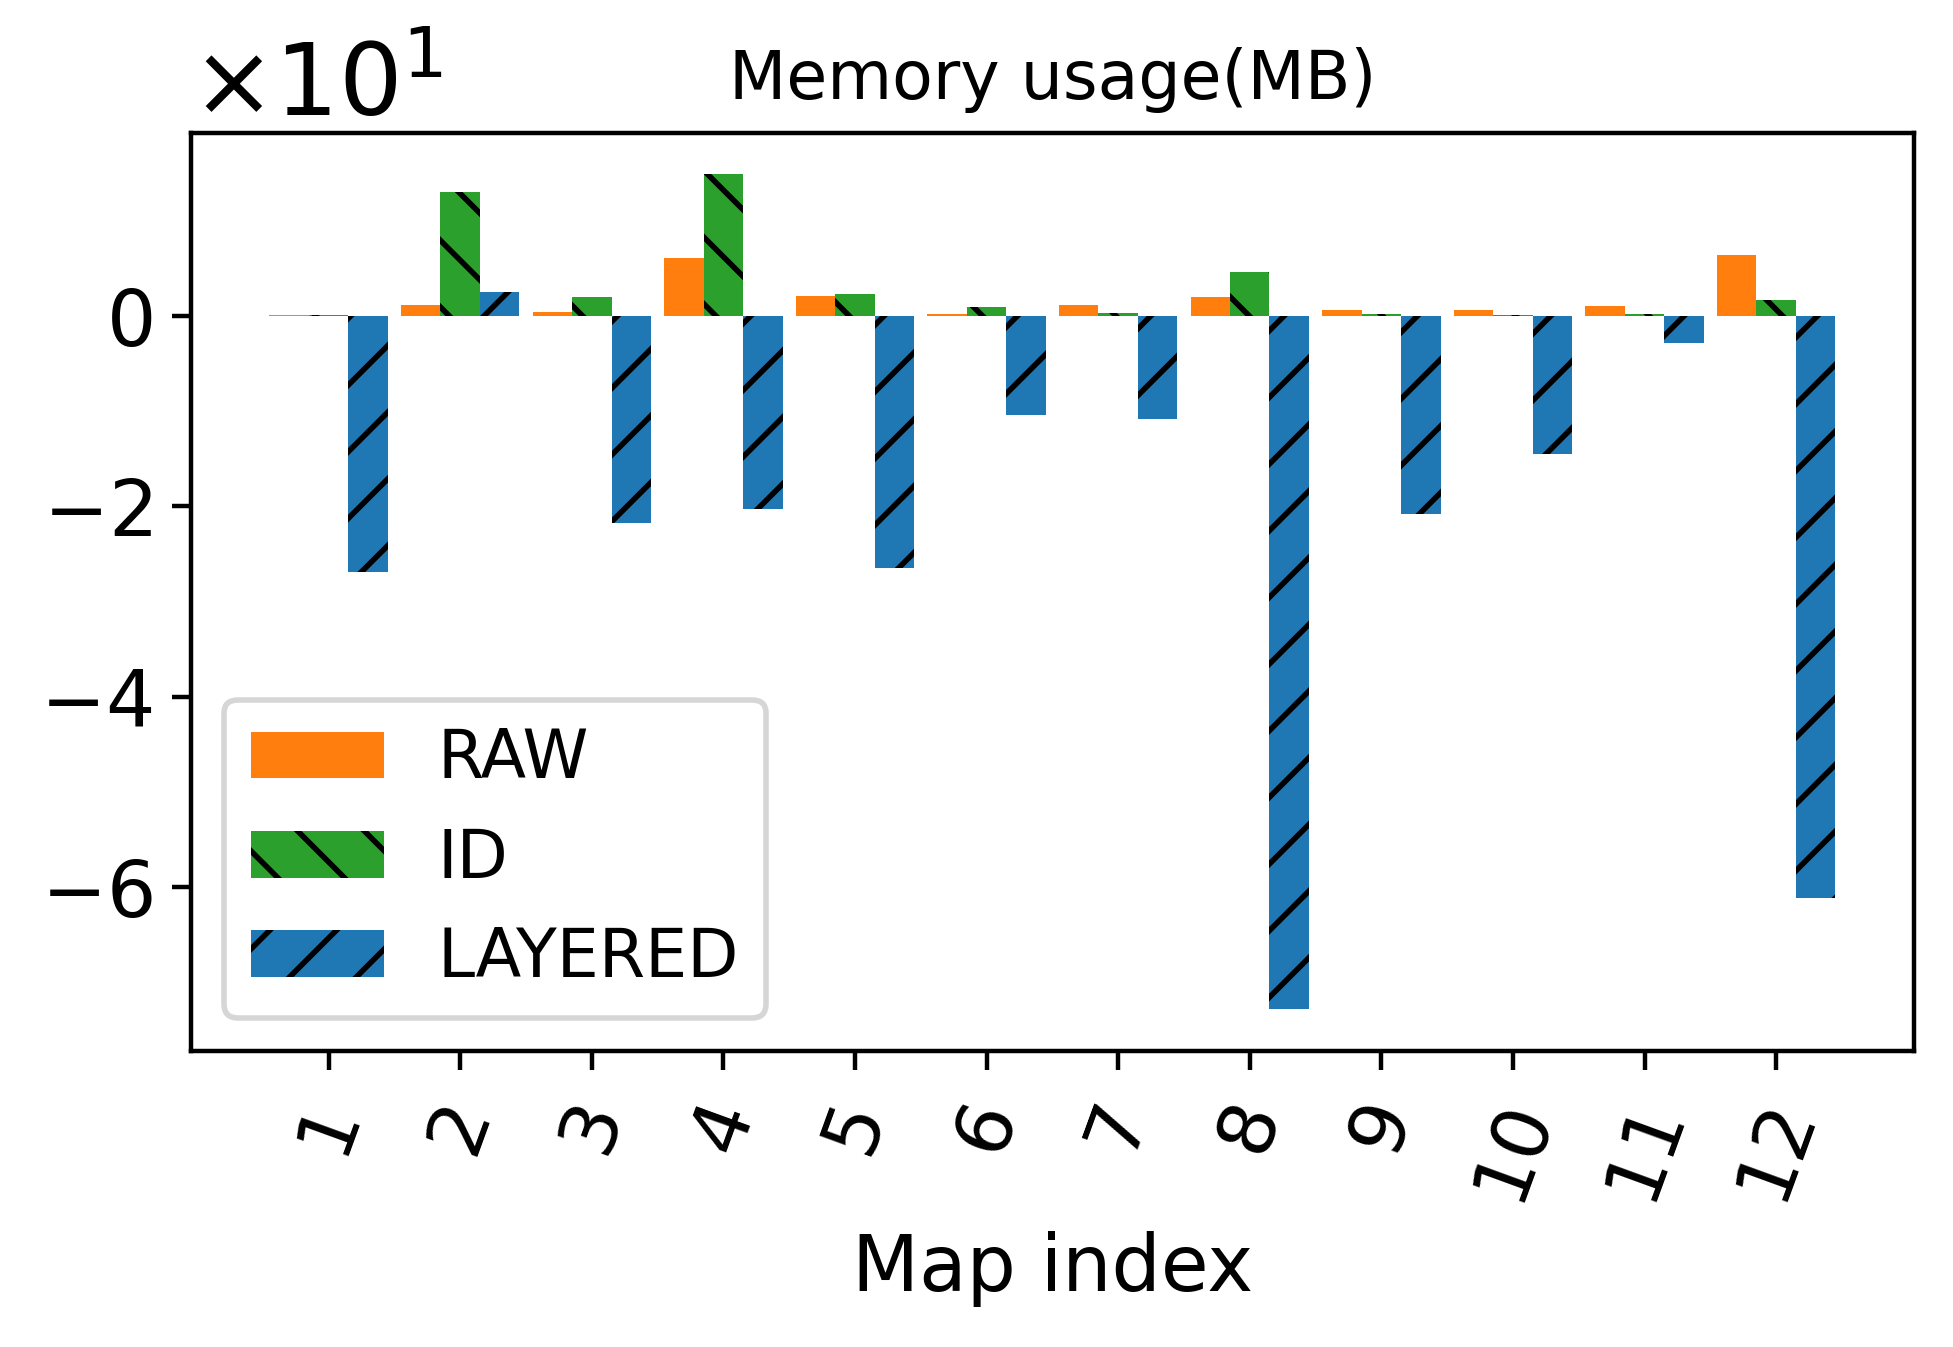 ×10¹
Memory usage(MB)
0
−2
−4
−6
RAW
ID
LAYERED
1 2 3 4 5 6 7 8 9 10 11 12
Map index